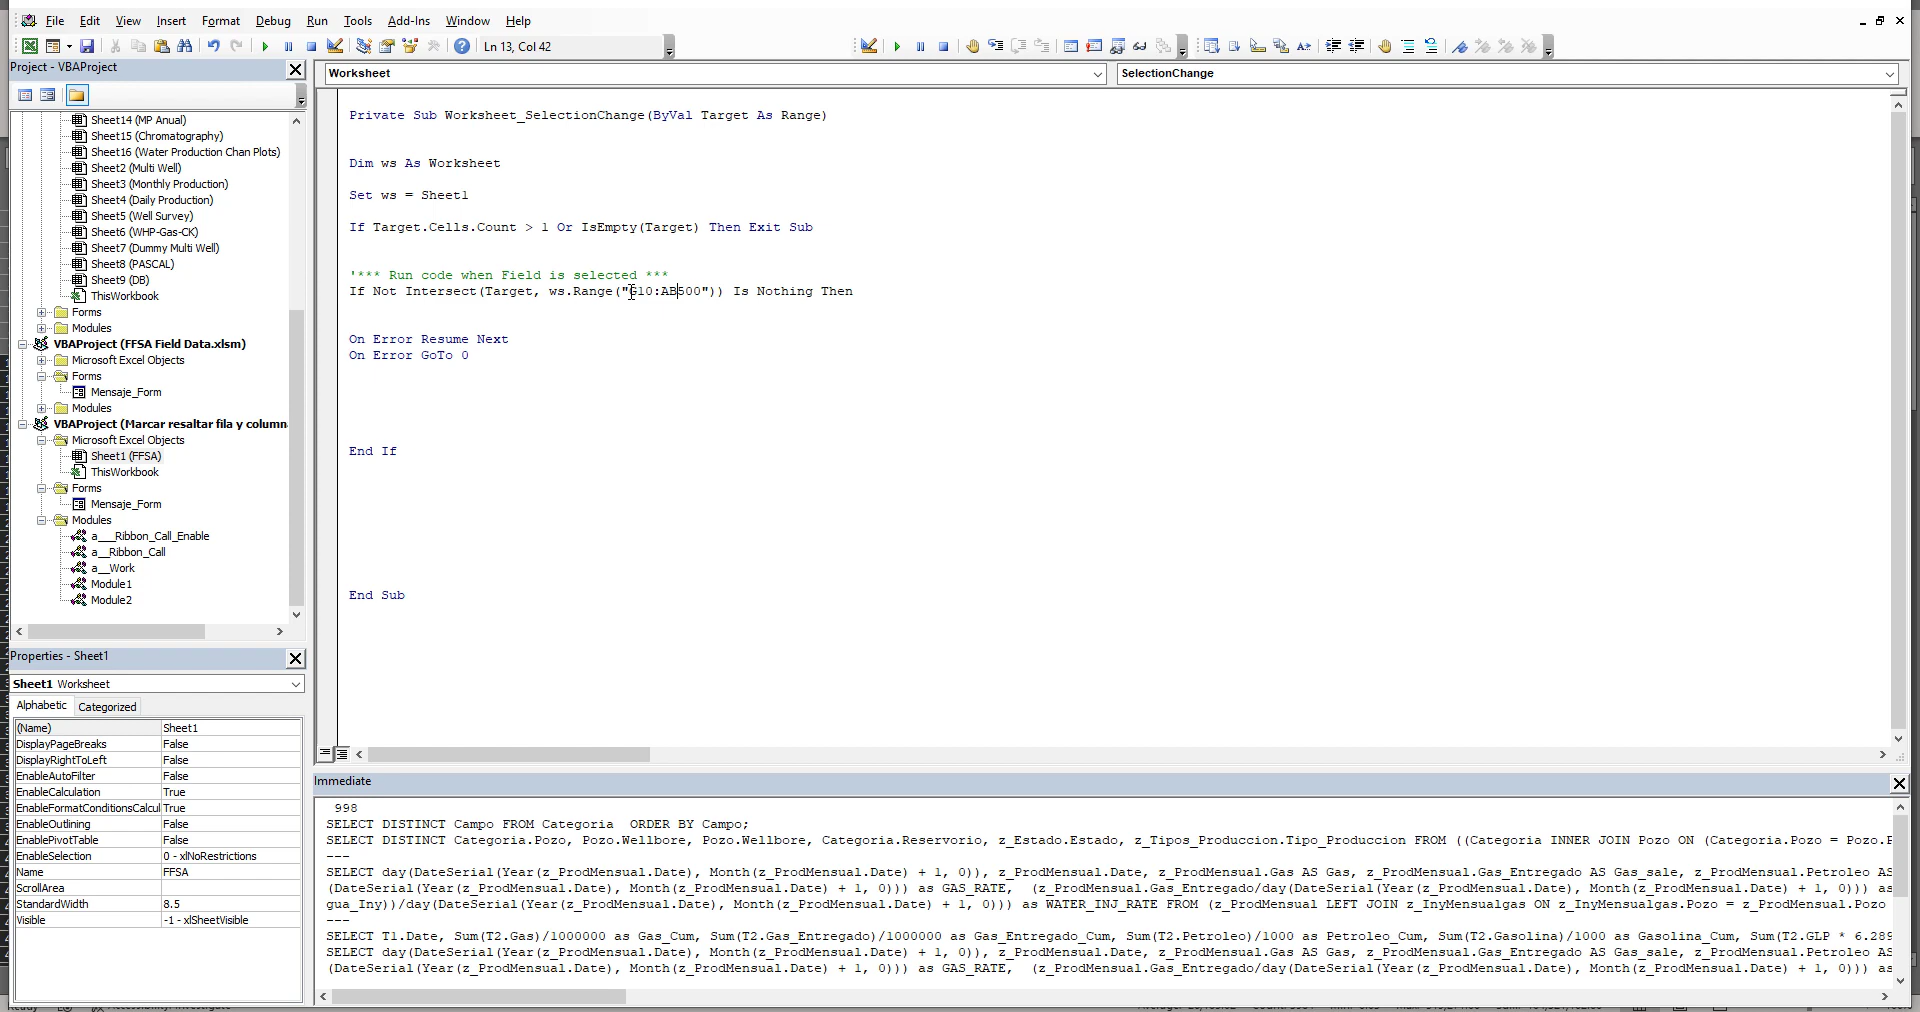 File Edit View Insert Format Debug Run Tools Add-Ins Window Help
Ln 13, Col 42
Project - VBAProject
Sheet14 (MP Anual)
Sheet15 (Chromatography)
Sheet16 (Water Production Chan Plots)
Sheet2 (Multi Well)
Sheet3 (Monthly Production)
Sheet4 (Daily Production)
Sheet5 (Well Survey)
Sheet6 (WHP-Gas-CK)
Sheet7 (Dummy Multi Well)
Sheet8 (PASCAL)
Sheet9 (DB)
ThisWorkbook
Forms
Modules
VBAProject (FFSA Field Data.xlsm)
Microsoft Excel Objects
Forms
Mensaje_Form
Modules
VBAProject (Marcar resaltar fila y column
Microsoft Excel Objects
Sheet1 (FFSA)
ThisWorkbook
Forms
Mensaje_Form
Modules
a___Ribbon_Call_Enable
a__Ribbon_Call
a__Work
Module1
Module2
Properties - Sheet1
Sheet1 Worksheet
Alphabetic Categorized
(Name) Sheet1
DisplayPageBreaks False
DisplayRightToLeft False
EnableAutoFilter False
EnableCalculation True
EnableFormatConditionsCalcul True
EnableOutlining False
EnablePivotTable False
EnableSelection 0 - xlNoRestrictions
Name FFSA
ScrollArea
StandardWidth 8.5
Visible -1 - xlSheetVisible
Worksheet SelectionChange
Private Sub Worksheet_SelectionChange(ByVal Target As Range)
Dim ws As Worksheet
Set ws = Sheet1
If Target.Cells.Count > 1 Or IsEmpty(Target) Then Exit Sub
'*** Run code when Field is selected ***
If Not Intersect(Target, ws.Range("G10:AB500")) Is Nothing Then
On Error Resume Next
On Error GoTo 0
End If
End Sub
Immediate
998
SELECT DISTINCT Campo FROM Categoria  ORDER BY Campo;
SELECT DISTINCT Categoria.Pozo, Pozo.Wellbore, Pozo.Wellbore, Categoria.Reservorio, z_Estado.Estado, z_Tipos_Produccion.Tipo_Produccion FROM ((Categoria INNER JOIN Pozo ON (Categoria.Pozo = Pozo.P
---
SELECT day(DateSerial(Year(z_ProdMensual.Date), Month(z_ProdMensual.Date) + 1, 0)), z_ProdMensual.Date, z_ProdMensual.Gas AS Gas, z_ProdMensual.Gas_Entregado AS Gas_sale, z_ProdMensual.Petroleo AS
(DateSerial(Year(z_ProdMensual.Date), Month(z_ProdMensual.Date) + 1, 0))) as GAS_RATE,  (z_ProdMensual.Gas_Entregado/day(DateSerial(Year(z_ProdMensual.Date), Month(z_ProdMensual.Date) + 1, 0))) as
gua_Iny))/day(DateSerial(Year(z_ProdMensual.Date), Month(z_ProdMensual.Date) + 1, 0))) as WATER_INJ_RATE FROM (z_ProdMensual LEFT JOIN z_InyMensualgas ON z_InyMensualgas.Pozo = z_ProdMensual.Pozo
---
SELECT T1.Date, Sum(T2.Gas)/1000000 as Gas_Cum, Sum(T2.Gas_Entregado)/1000000 as Gas_Entregado_Cum, Sum(T2.Petroleo)/1000 as Petroleo_Cum, Sum(T2.Gasolina)/1000 as Gasolina_Cum, Sum(T2.GLP * 6.289
SELECT day(DateSerial(Year(z_ProdMensual.Date), Month(z_ProdMensual.Date) + 1, 0)), z_ProdMensual.Date, z_ProdMensual.Gas AS Gas, z_ProdMensual.Gas_Entregado AS Gas_sale, z_ProdMensual.Petroleo AS
(DateSerial(Year(z_ProdMensual.Date), Month(z_ProdMensual.Date) + 1, 0))) as GAS_RATE,  (z_ProdMensual.Gas_Entregado/day(DateSerial(Year(z_ProdMensual.Date), Month(z_ProdMensual.Date) + 1, 0))) as